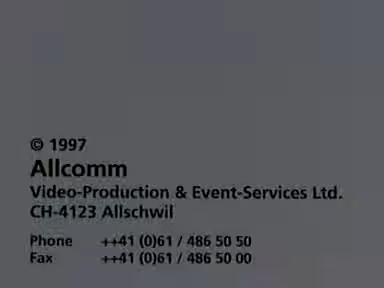 © 1997
Allcomm
Video-Production & Event-Services Ltd.
CH-4123 Allschwil
Phone ++41 (0)61 / 486 50 50
Fax ++41 (0)61 / 486 50 00